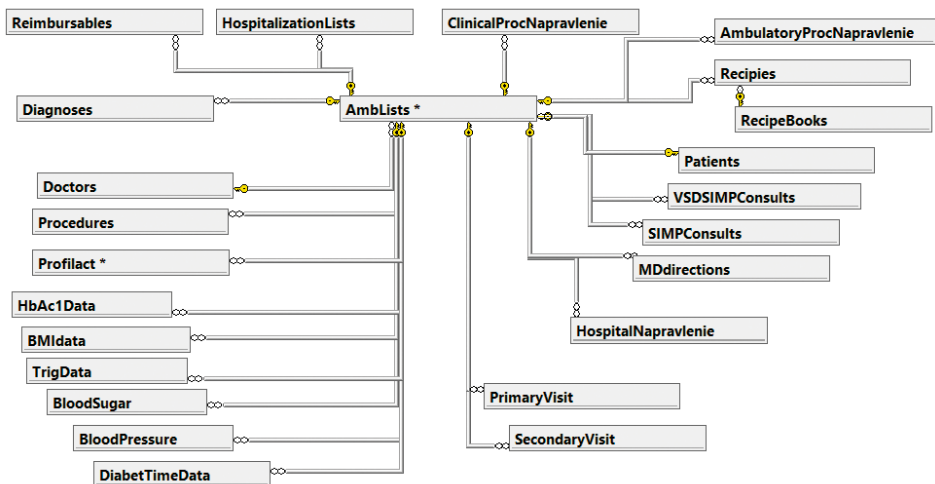 Reimbursables
HospitalizationLists
ClinicalProcNapravlenie
AmbulatoryProcNapravlenie
Recipies
Diagnoses
AmbLists *
RecipeBooks
Patients
Doctors
VSDSIMPConsults
Procedures
SIMPConsults
Profilact *
MDdirections
HbAc1Data
HospitalNapravlenie
BMIdata
TrigData
PrimaryVisit
BloodSugar
BloodPressure
SecondaryVisit
DiabetTimeData